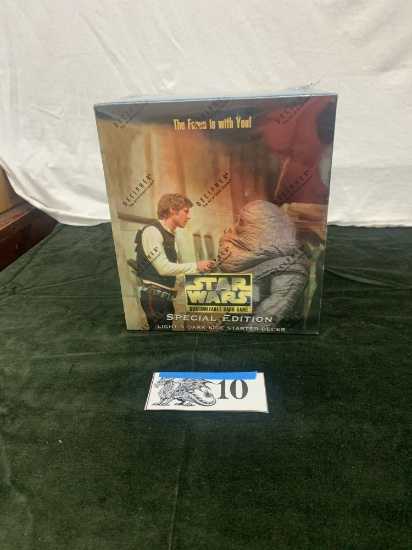 The Force is with You!
DECIPHER
DECIPHER
DECIPHER
DECIPHER
STAR
WARS
CUSTOMIZABLE CARD GAME
SPECIAL EDITION
LIGHT & DARK SIDE STARTER DECKS
10